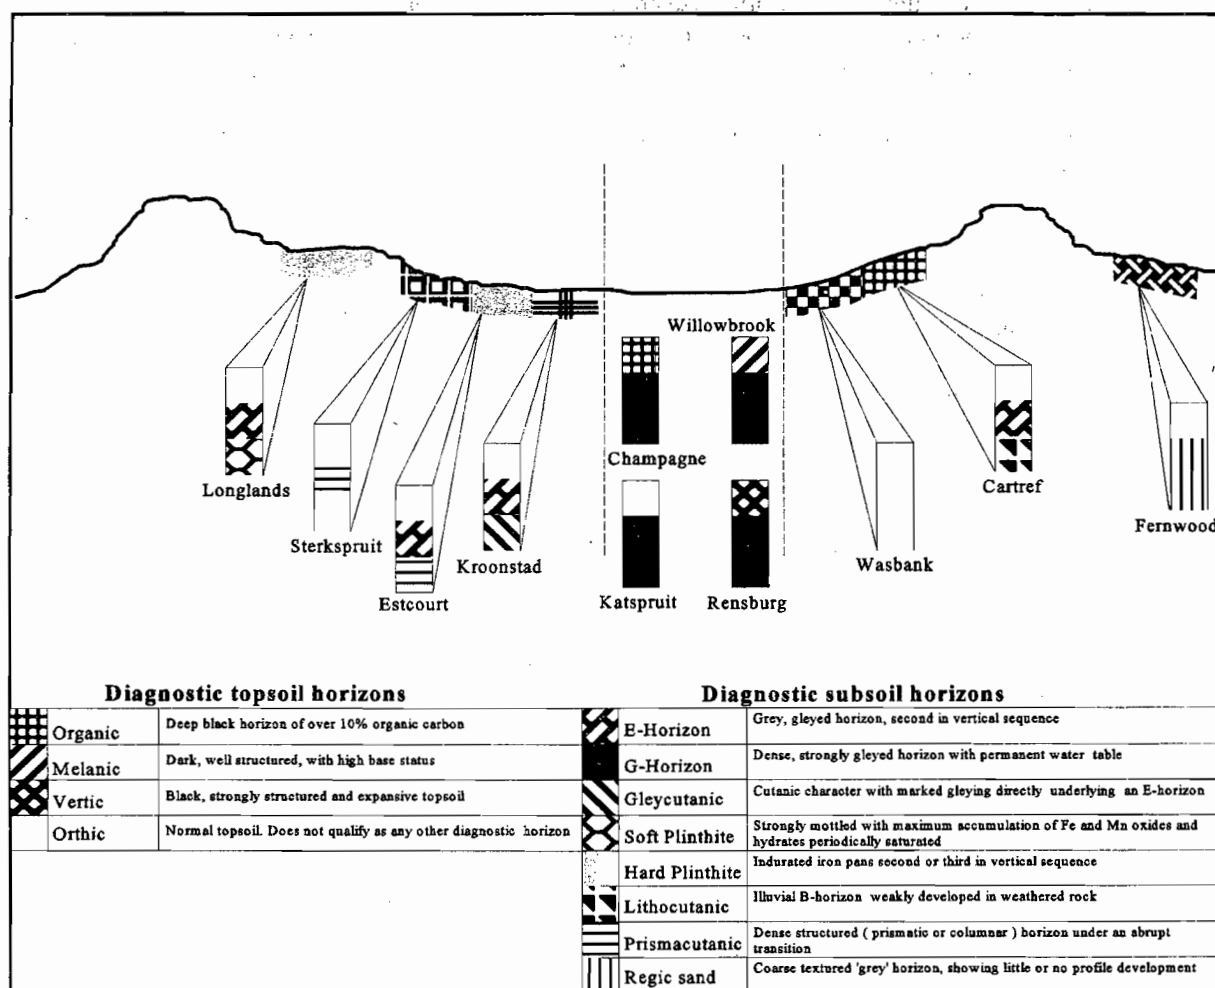 Willowbrook
Champagne
Longlands
Cartref
Fernwood
Sterkspruit
Kroonstad
Wasbank
Estcourt
Katspruit
Rensburg
Diagnostic topsoil horizons
Organic
Deep black horizon of over 10% organic carbon
Melanic
Dark, well structured, with high base status
Vertic
Black, strongly structured and expansive topsoil
Orthic
Normal topsoil. Does not qualify as any other diagnostic horizon
Diagnostic subsoil horizons
E-Horizon
Grey, gleyed horizon, second in vertical sequence
G-Horizon
Dense, strongly gleyed horizon with permanent water table
Gleycutanic
Cutanic character with marked gleying directly underlying an E-horizon
Soft Plinthite
Strongly mottled with maximum accumulation of Fe and Mn oxides and
hydrates periodically saturated
Hard Plinthite
Indurated iron pans second or third in vertical sequence
Lithocutanic
Illuvial B-horizon weakly developed in weathered rock
Prismacutanic
Dense structured ( prismatic or columnar ) horizon under an abrupt
transition
Regic sand
Coarse textured 'grey' horizon, showing little or no profile development